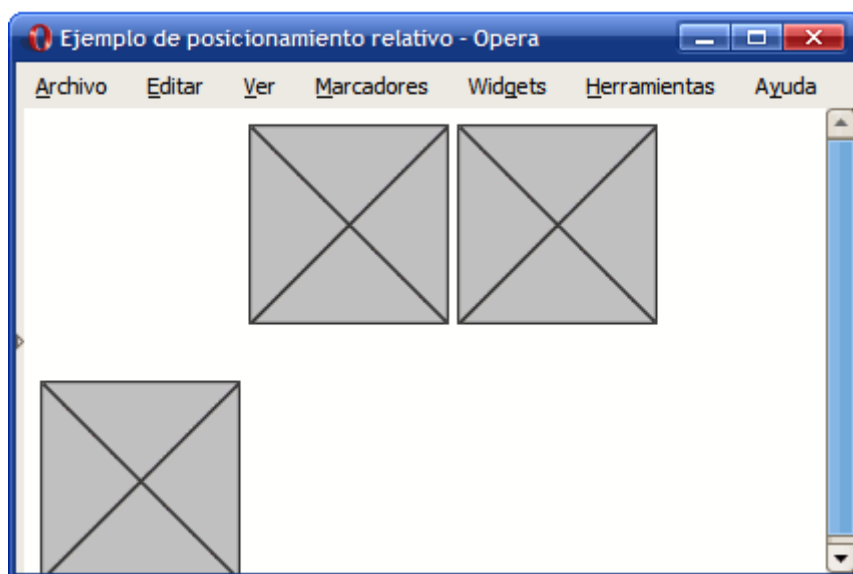 Ejemplo de posicionamiento relativo - Opera
Archivo Editar Ver Marcadores Widgets Herramientas Ayuda